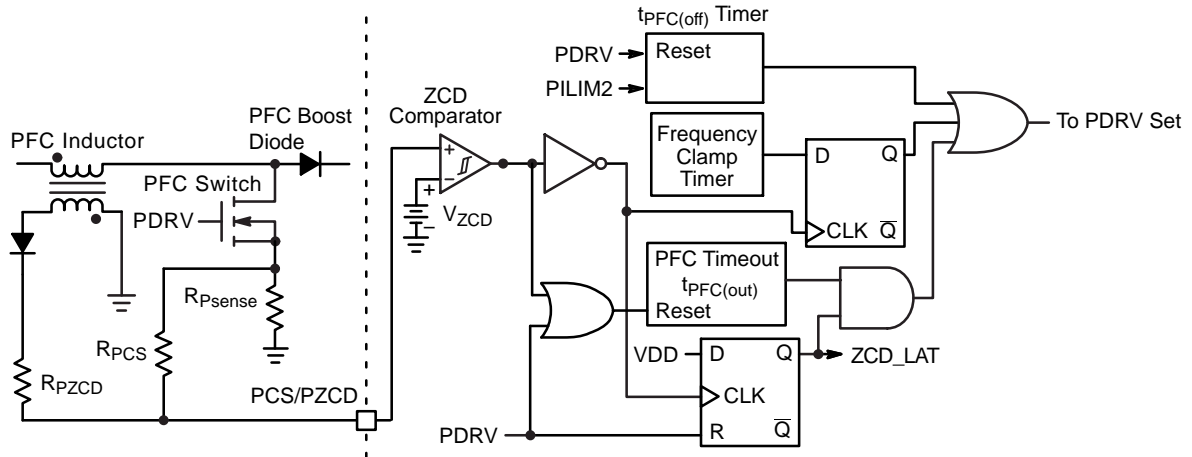 tPFC(off) Timer
PDRV
Reset
PILIM2
ZCD
Comparator
PFC Boost
Diode
PFC Inductor
PFC Switch
PDRV
+
−
+
−
VZCD
Frequency
Clamp
Timer
D
Q
CLK
Q
To PDRV Set
PFC Timeout
tPFC(out)
Reset
RPsense
RPCS
RPZCD
PCS/PZCD
VDD
D
Q
ZCD_LAT
CLK
PDRV
R
Q